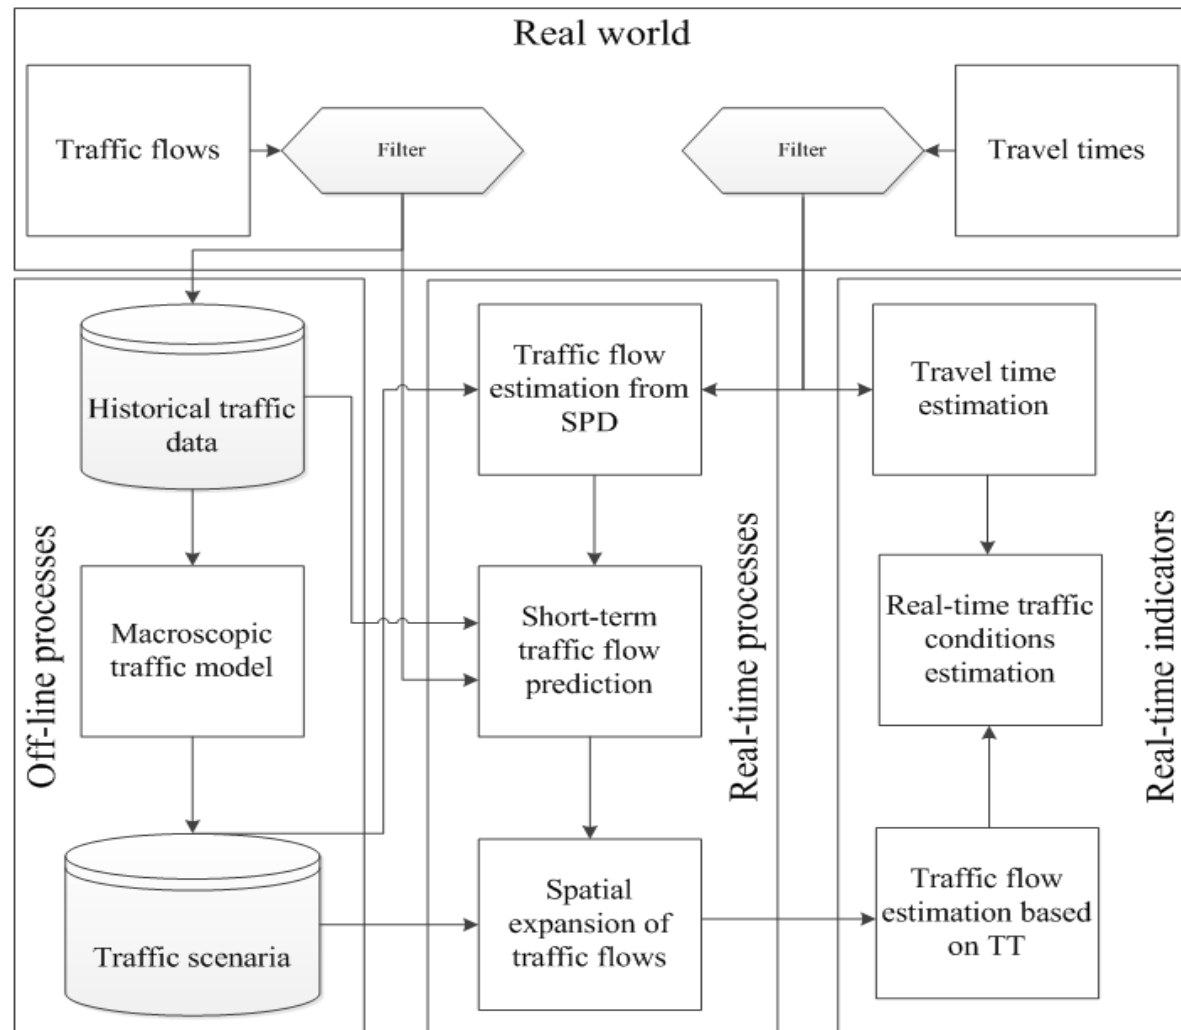 Real world
Traffic flows
Filter
Filter
Travel times
Off-line processes
Historical traffic
data
Macroscopic
traffic model
Traffic scenaria
Real-time processes
Traffic flow
estimation from
SPD
Short-term
traffic flow
prediction
Spatial
expansion of
traffic flows
Real-time indicators
Travel time
estimation
Real-time traffic
conditions
estimation
Traffic flow
estimation based
on TT